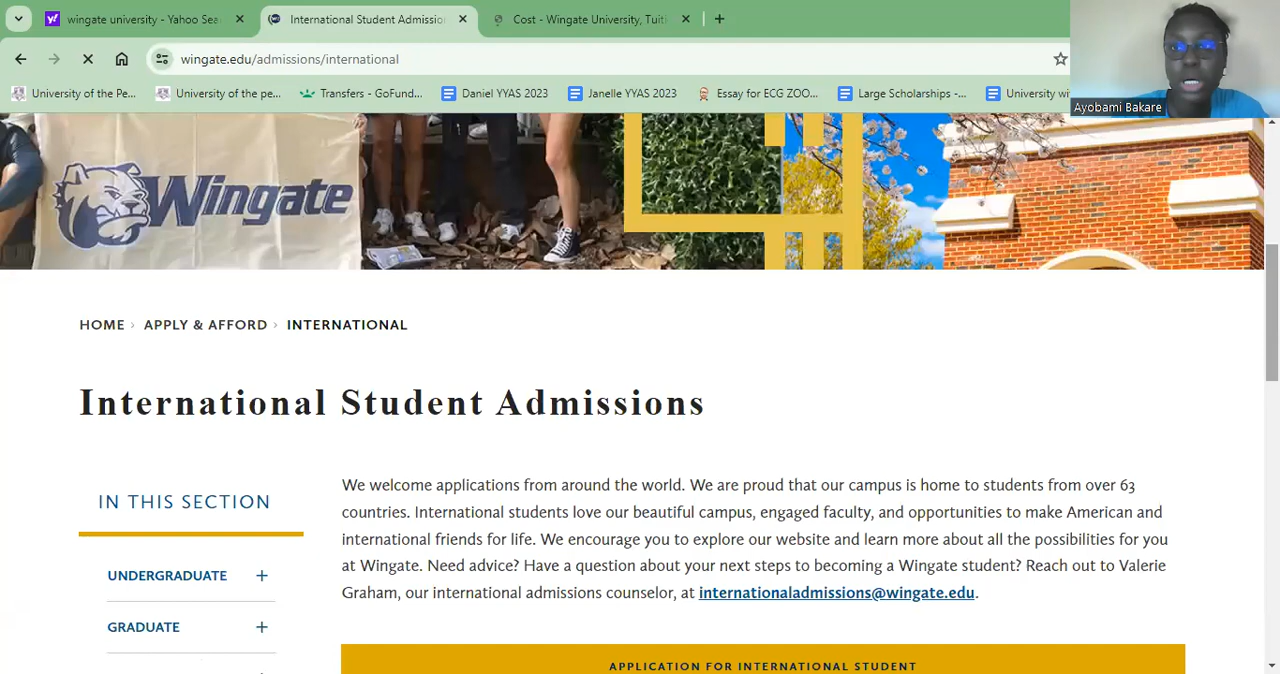 wingate university - Yahoo Sea
International Student Admissio
Cost - Wingate University, Tuiti
wingate.edu/admissions/international
University of the Pe...
University of the pe...
Transfers - GoFund...
Daniel YYAS 2023
Janelle YYAS 2023
Essay for ECG ZOO...
Large Scholarships -...
University wi
Ayobami Bakare
Wingate
HOME > APPLY & AFFORD > INTERNATIONAL
International Student Admissions
IN THIS SECTION
UNDERGRADUATE +
GRADUATE +
We welcome applications from around the world. We are proud that our campus is home to students from over 63
countries. International students love our beautiful campus, engaged faculty, and opportunities to make American and
international friends for life. We encourage you to explore our website and learn more about all the possibilities for you
at Wingate. Need advice? Have a question about your next steps to becoming a Wingate student? Reach out to Valerie
Graham, our international admissions counselor, at internationaladmissions@wingate.edu.
APPLICATION FOR INTERNATIONAL STUDENT